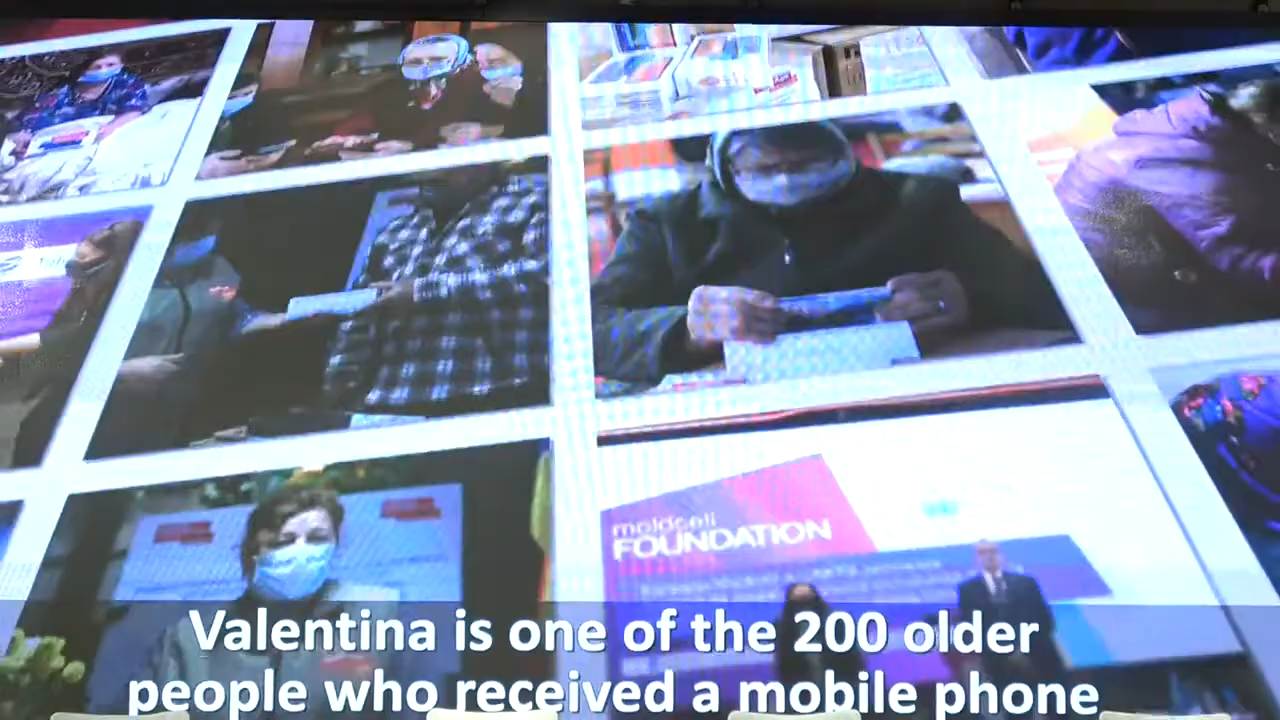 moldcell
FOUNDATION
Valentina is one of the 200 older
people who received a mobile phone